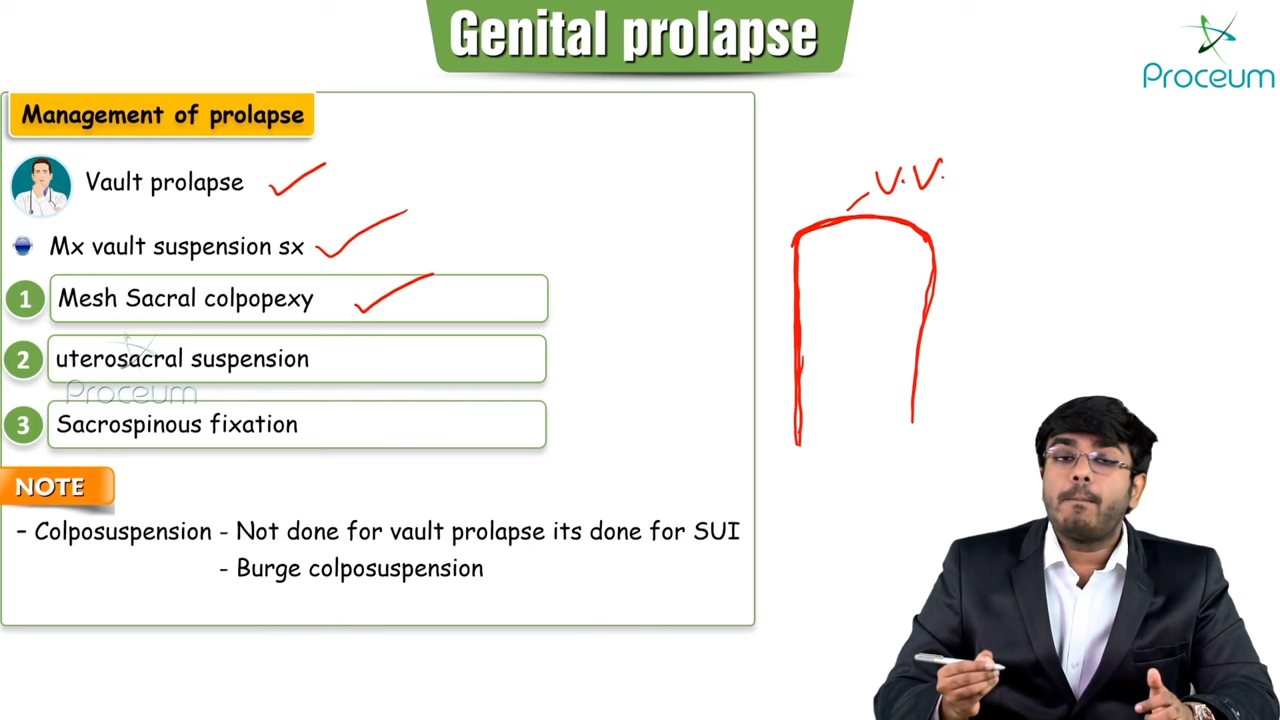 Genital prolapse
Proceum
Management of prolapse
Vault prolapse
V.V.
Mx vault suspension sx
1 Mesh Sacral colpopexy
2 uterosacral suspension
Proceum
3 Sacrospinous fixation
NOTE
- Colposuspension - Not done for vault prolapse its done for SUI
- Burge colposuspension